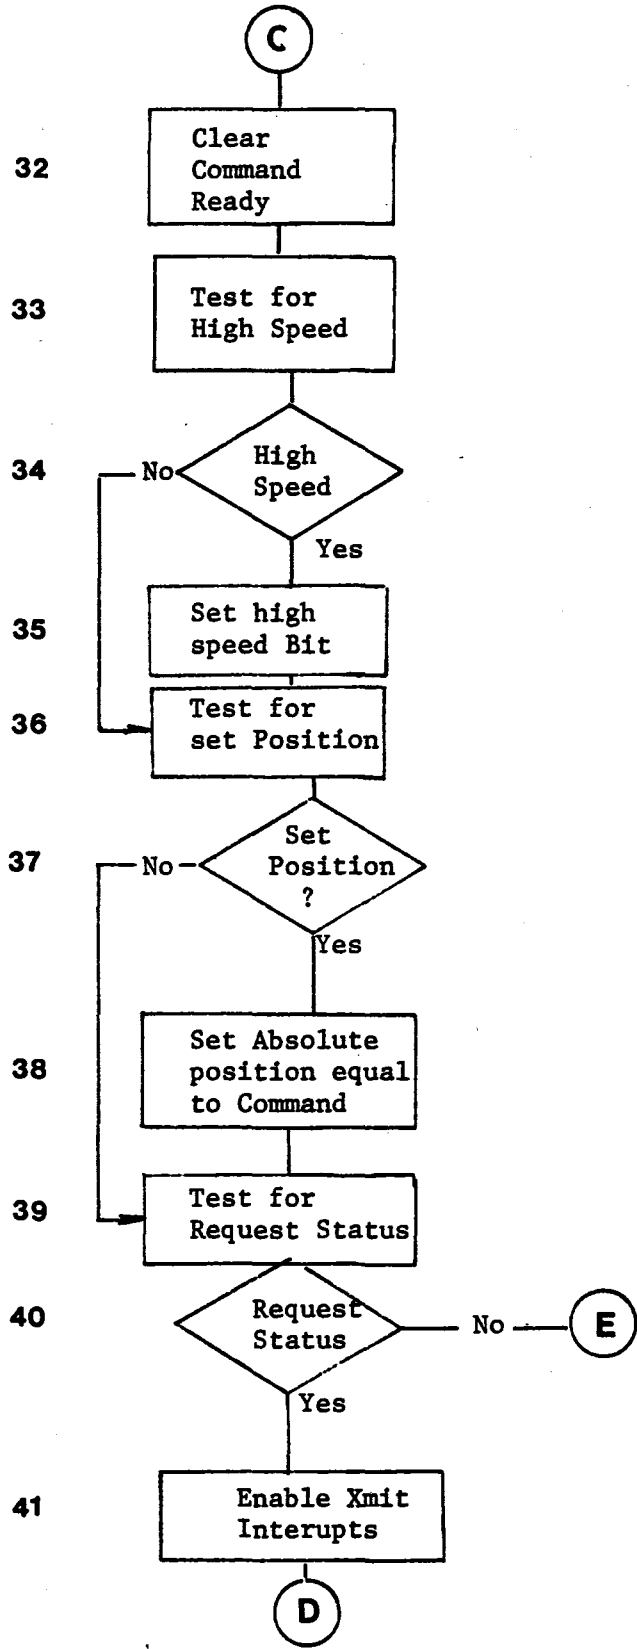 C
32
Clear
Command
Ready
33
Test for
High Speed
34
No
High
Speed
Yes
35
Set high
speed Bit
36
Test for
set Position
37
No
Set
Position
?
Yes
38
Set Absolute
position equal
to Command
39
Test for
Request Status
40
Request
Status
No
E
Yes
41
Enable Xmit
Interupts
D